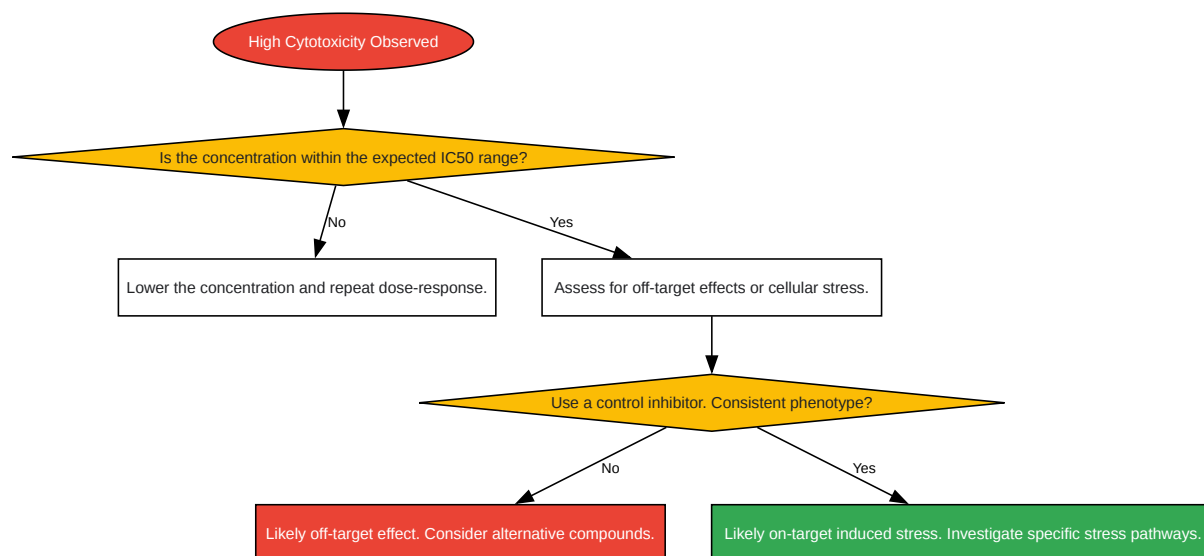 High Cytotoxicity Observed
Is the concentration within the expected IC50 range?
No
Yes
Lower the concentration and repeat dose-response.
Assess for off-target effects or cellular stress.
Use a control inhibitor. Consistent phenotype?
No
Yes
Likely off-target effect. Consider alternative compounds.
Likely on-target induced stress. Investigate specific stress pathways.